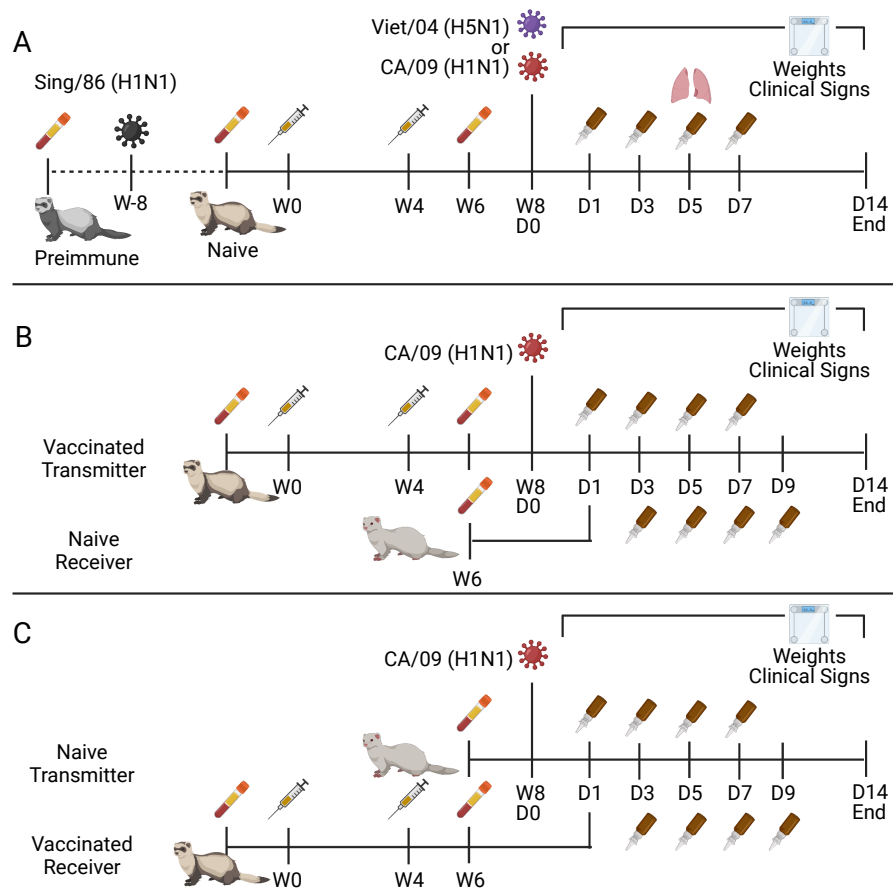 A
Viet/04 (H5N1)
or
CA/09 (H1N1)
Weights
Clinical Signs
Sing/86 (H1N1)
W-8
W0
W4
W6
W8
D0
D1
D3
D5
D7
D14
End
Preimmune
Naive
B
CA/09 (H1N1)
Weights
Clinical Signs
Vaccinated
Transmitter
W0
W4
W8
D0
D1
D3
D5
D7
D9
D14
End
Naive
Receiver
W6
C
CA/09 (H1N1)
Weights
Clinical Signs
Naive
Transmitter
W8
D0
D1
D3
D5
D7
D9
D14
End
Vaccinated
Receiver
W0
W4
W6